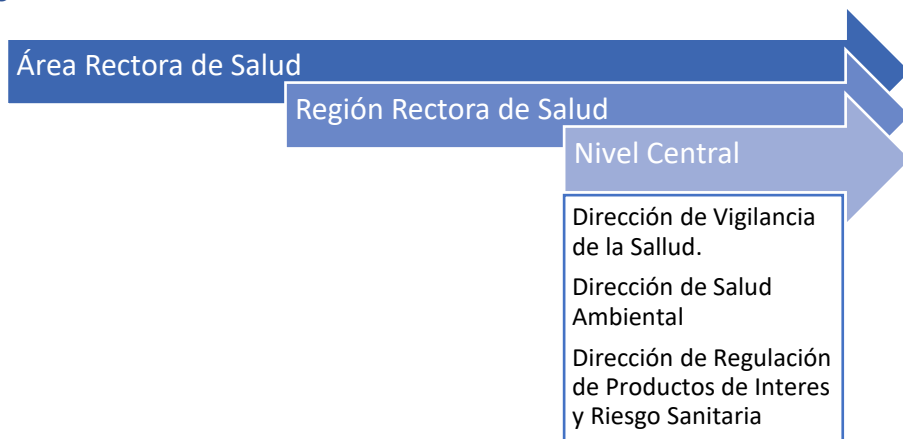 Área Rectora de Salud
Región Rectora de Salud
Nivel Central
Dirección de Vigilancia
de la Sallud.
Dirección de Salud
Ambiental
Dirección de Regulación
de Productos de Interes
y Riesgo Sanitaria